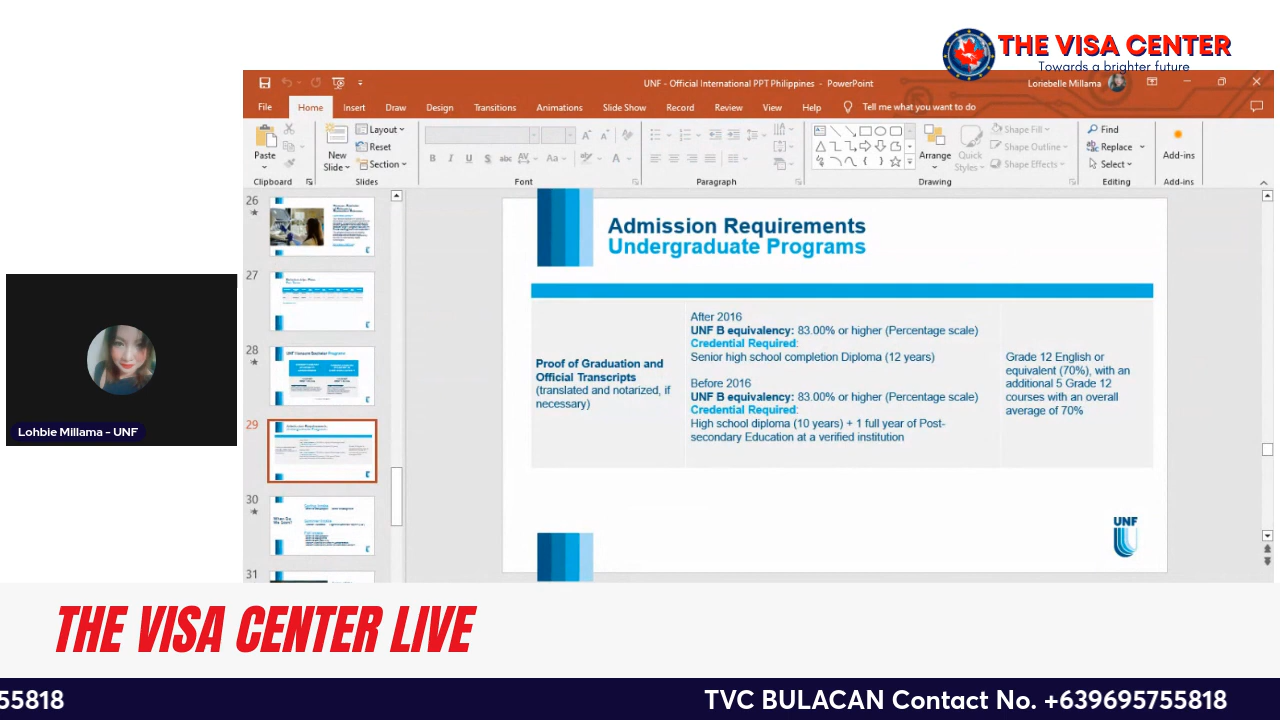 THE VISA CENTER
Towards a brighter future
UNF - Official International PPT Philippines - PowerPoint
Loriebelle Millama
File Home Insert Draw Design Transitions Animations Slide Show Record Review View Help Tell me what you want to do
Paste
New
Slide
Layout
Reset
Section
B I U S abc AV Aa A
Arrange
Quick
Styles
Shape Fill
Shape Outline
Shape Effects
Find
Replace
Select
Add-ins
Clipboard Slides Font Paragraph Drawing Editing Add-ins
26
27
28
29
30
31
Admission Requirements
Undergraduate Programs
Proof of Graduation and
Official Transcripts
(translated and notarized, if
necessary)
After 2016
UNF B equivalency: 83.00% or higher (Percentage scale)
Credential Required:
Senior high school completion Diploma (12 years)
Before 2016
UNF B equivalency: 83.00% or higher (Percentage scale)
Credential Required:
High school diploma (10 years) + 1 full year of Post-
secondary Education at a verified institution
Grade 12 English or
equivalent (70%), with an
additional 5 Grade 12
courses with an overall
average of 70%
UNF
Lohbie Millama - UNF
THE VISA CENTER LIVE
55818
TVC BULACAN Contact No. +639695755818